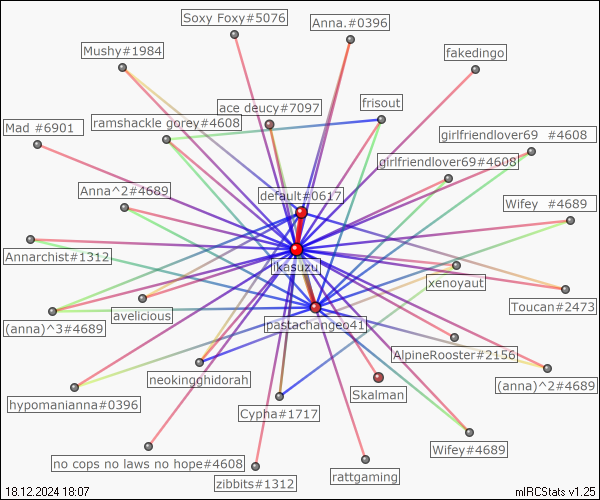 Soxy Foxy#5076
Anna.#0396
Mushy#1984
fakedingo
ace deucy#7097
frisout
Mad #6901
ramshackle gorey#4608
girlfriendlover69 #4608
girlfriendlover69#4608
Anna^2#4689
default#0617
Wifey #4689
Annarchist#1312
ikasuzu
xenoyaut
Toucan#2473
(anna)^3#4689
avelicious
pastachangeo41
AlpineRooster#2156
neokingghidorah
(anna)^2#4689
hypomanianna#0396
Skalman
Cypha#1717
Wifey#4689
no cops no laws no hope#4608
rattgaming
zibbits#1312
18.12.2024 18:07
mIRCStats v1.25